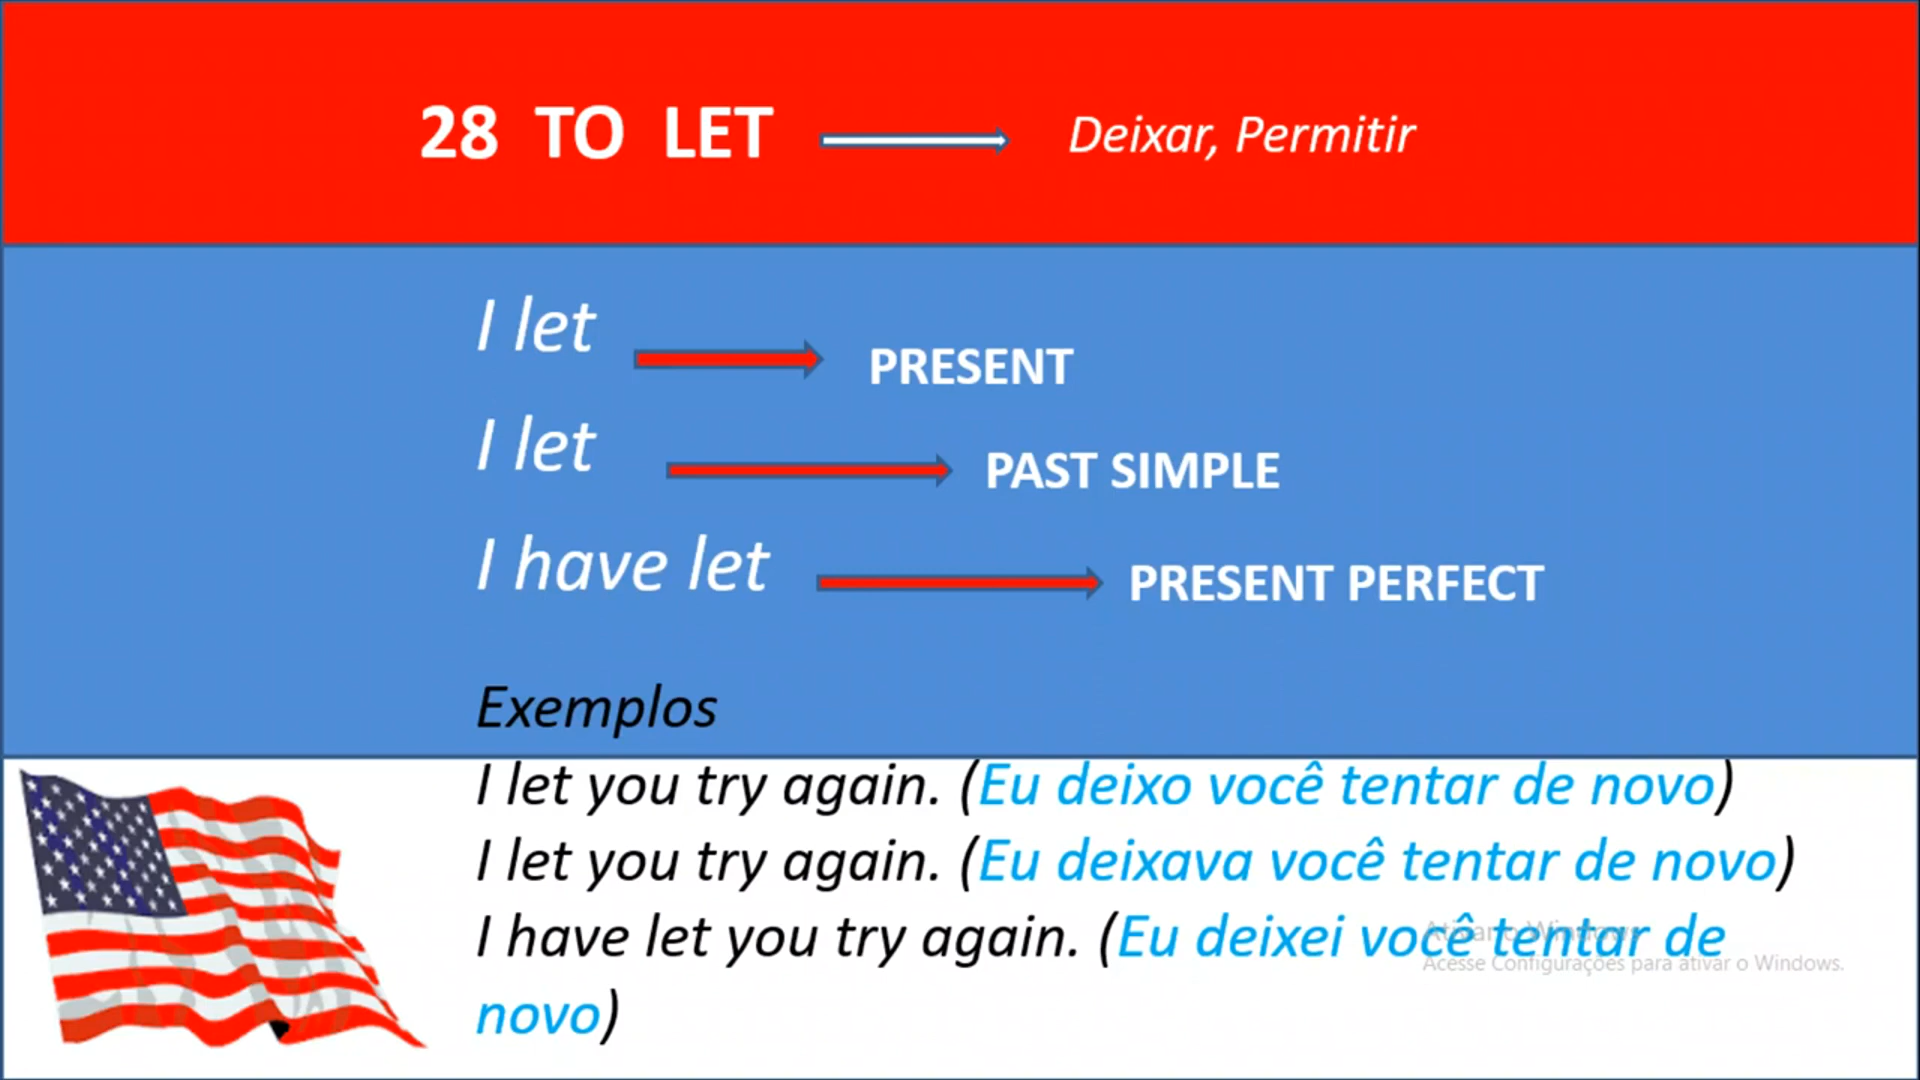 28 TO LET Deixar, Permitir
I let PRESENT
I let PAST SIMPLE
I have let PRESENT PERFECT
Exemplos
I let you try again. (Eu deixo você tentar de novo)
I let you try again. (Eu deixava você tentar de novo)
I have let you try again. (Eu deixei você tentar de
novo)
Ativar o Windows
Acesse Configurações para ativar o Windows.